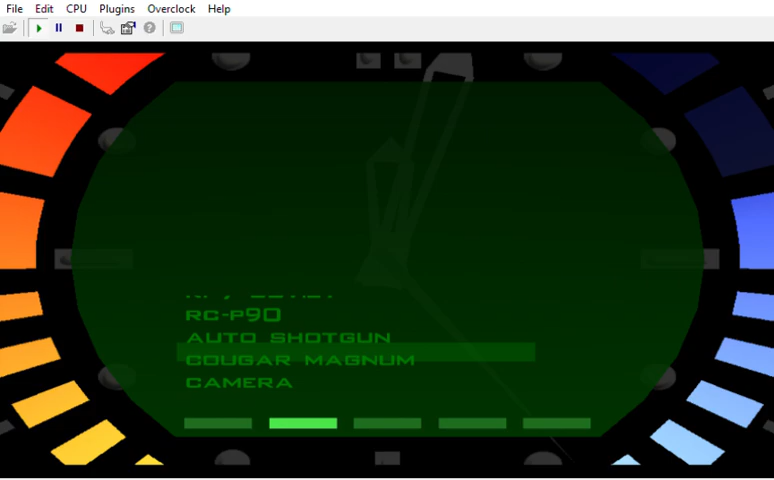 File Edit CPU Plugins Overclock Help
RC-P90
AUTO SHOTGUN
COUGAR MAGNUM
CAMERA